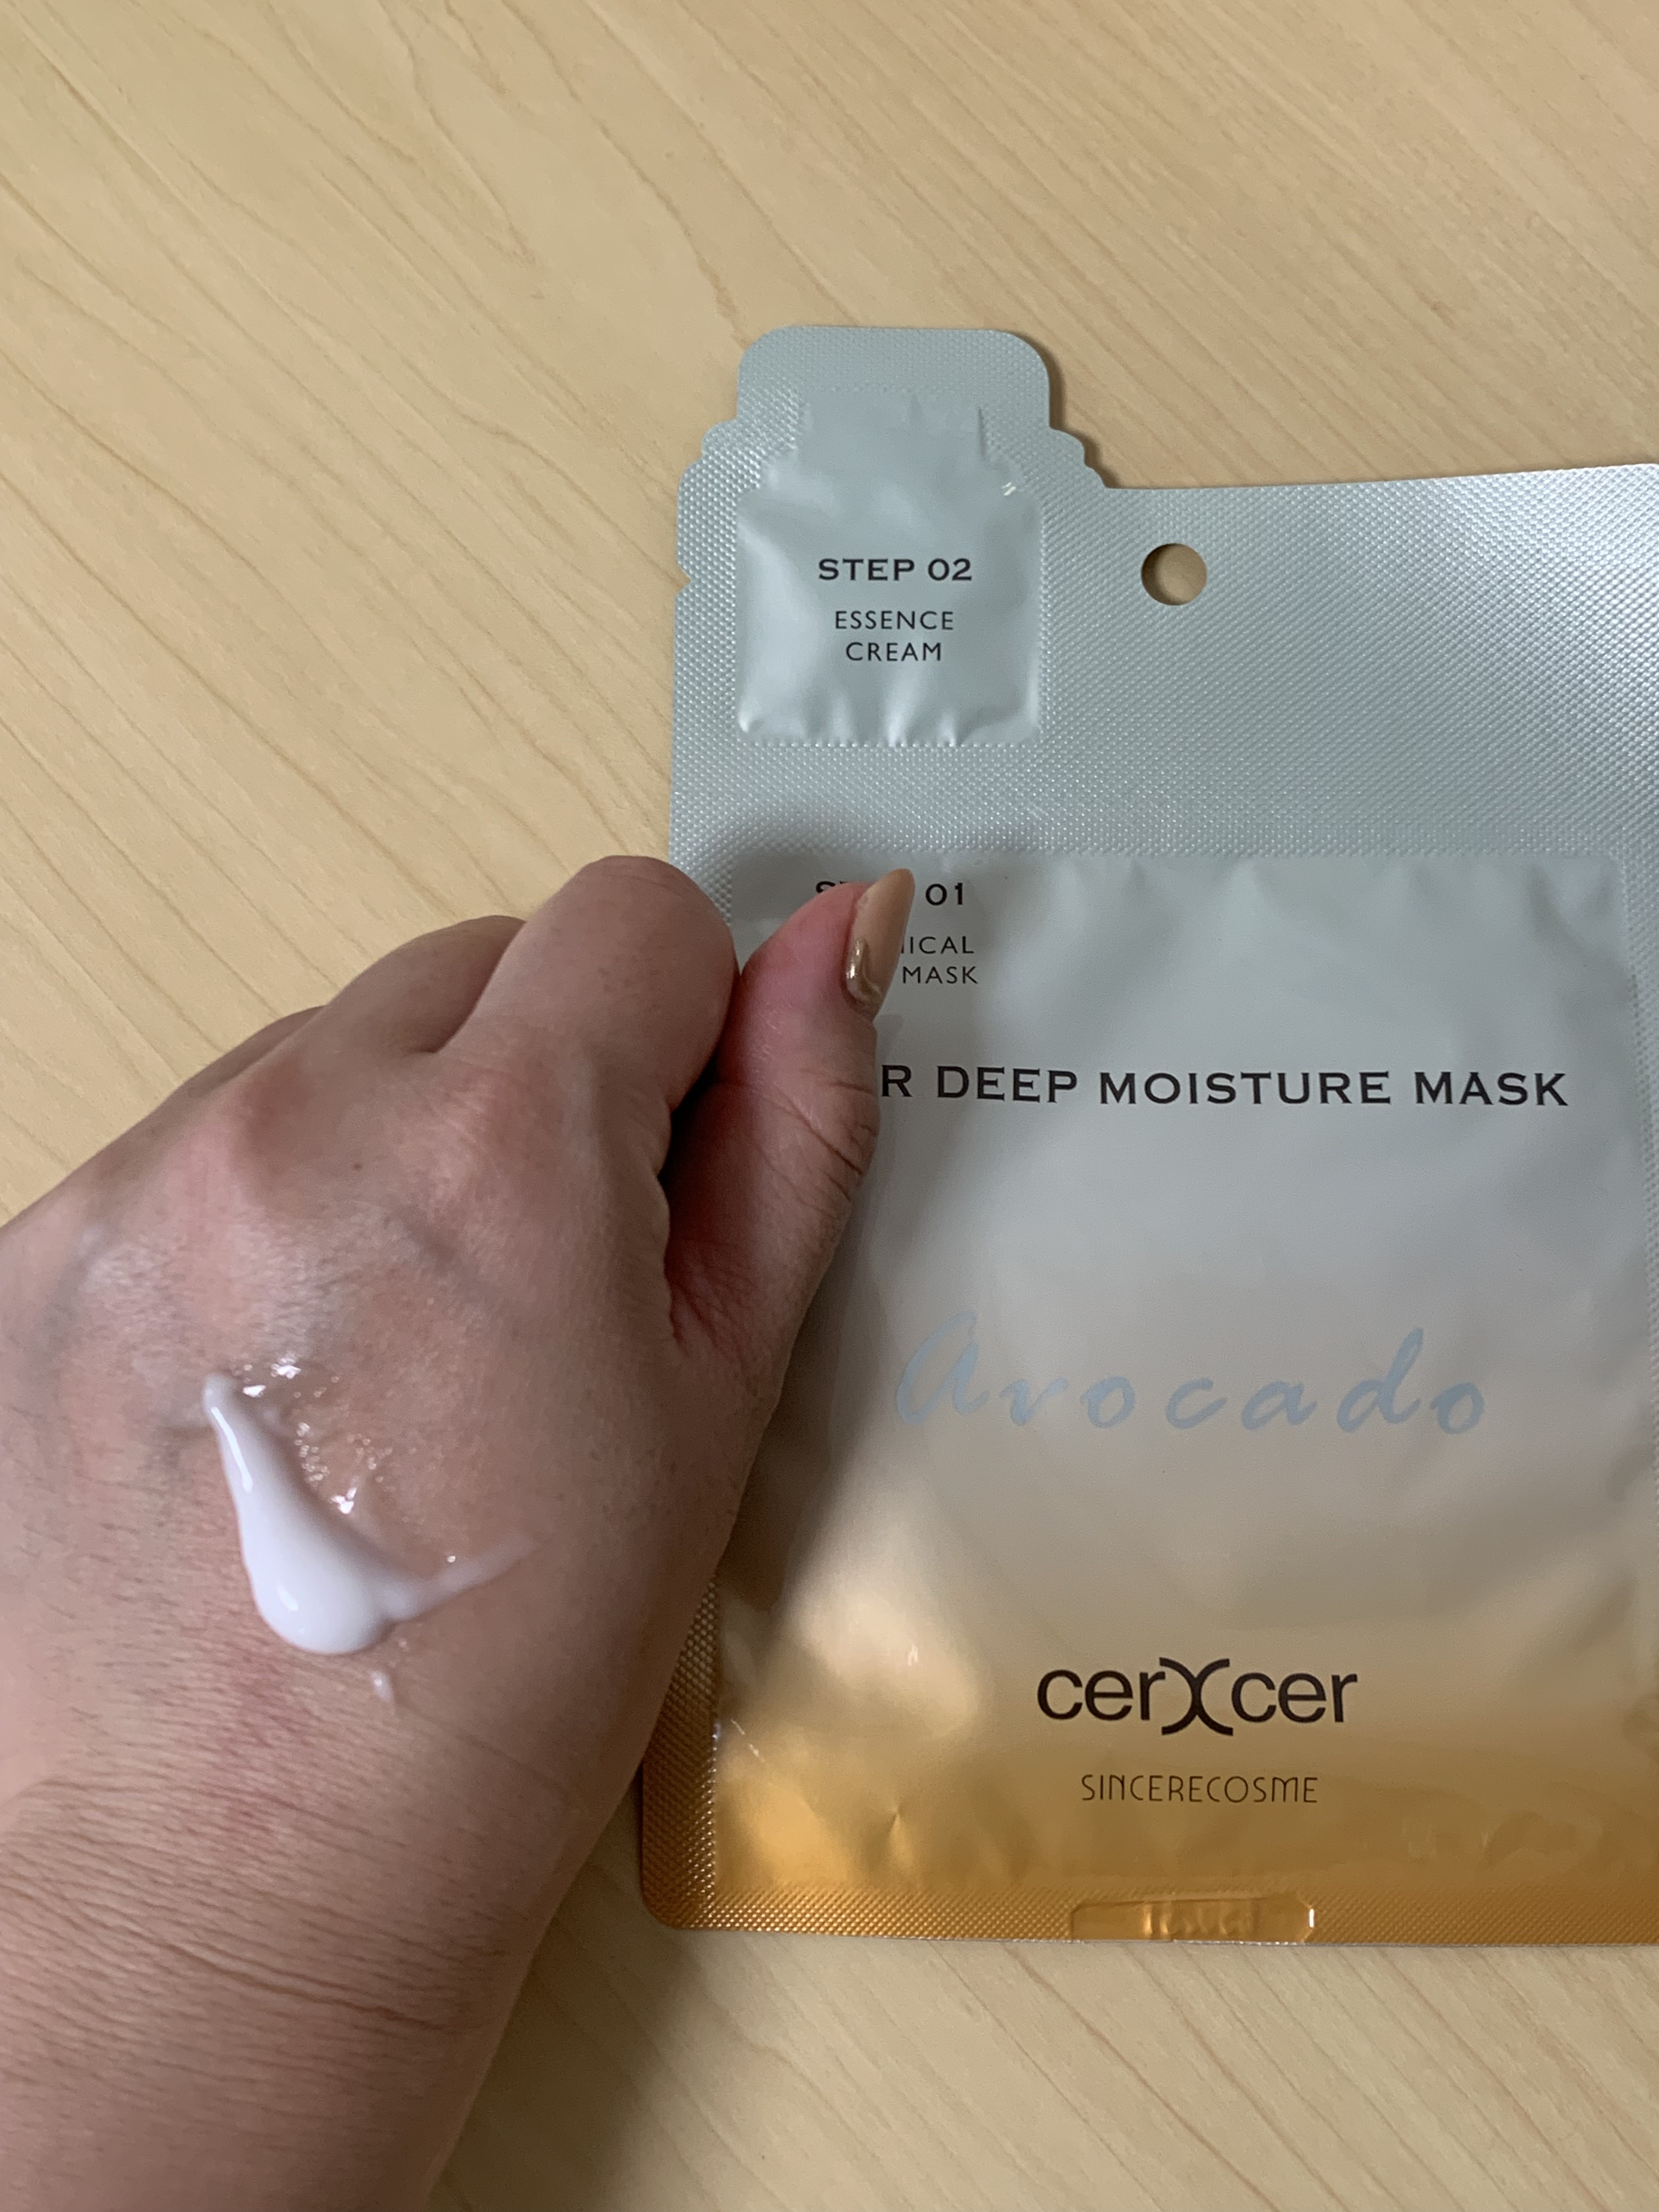 STEP 02
ESSENCE
CREAM
01
MASK
DEEP MOISTURE MASK
Avocado
cerXcer
SINCERECOSME